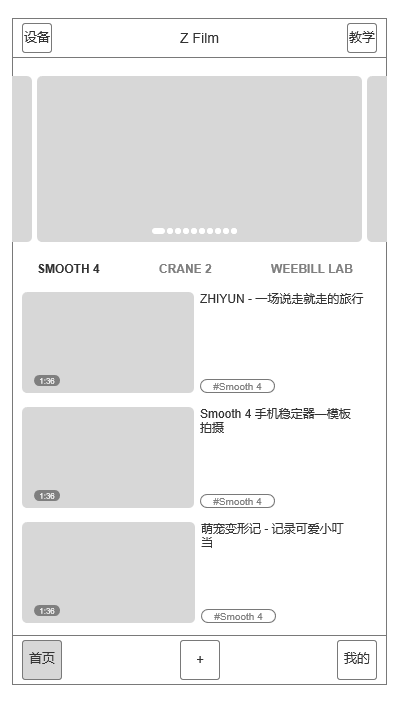 设备 Z Film 教学
SMOOTH 4 CRANE 2 WEEBILL LAB
ZHIYUN - 一场说走就走的旅行
1:36 #Smooth 4
Smooth 4 手机稳定器—模板
拍摄
1:36 #Smooth 4
萌宠变形记 - 记录可爱小叮
当
1:36 #Smooth 4
首页 + 我的